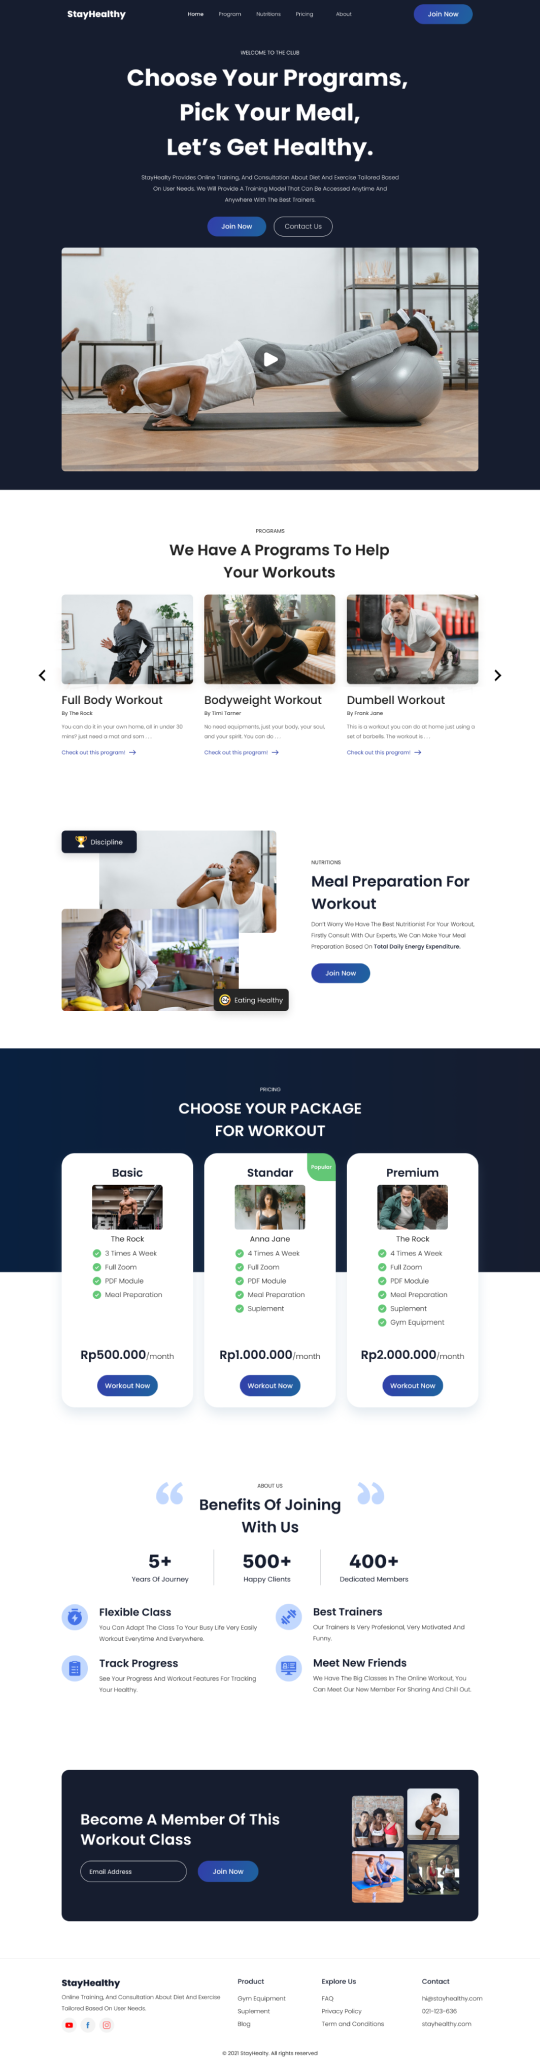 StayHealthy
Home Program Nutritions Pricing About
Join Now
WELCOME TO THE CLUB
Choose Your Programs,
Pick Your Meal,
Let's Get Healthy.
StayHealty Provides Online Training, And Consultation About Diet And Exercise Tailored Based
On User Needs. We Will Provide A Training Model That Can Be Accessed Anytime And
Anywhere With The Best Trainers.
Join Now
Contact Us
PROGRAMS
We Have A Programs To Help
Your Workouts
Full Body Workout
By The Rock
You can do it in your own home, all in under 30
mins? just need a mat and som . . .
Check out this program!
Bodyweight Workout
By Timi Tarner
No need equipments, just your body, your soul,
and your spirit. You can do . . .
Check out this program!
Dumbell Workout
By Frank Jane
This is a workout you can do at home just using a
set of barbells. The workout is . . .
Check out this program!
Discipline
Eating Healthy
NUTRITIONS
Meal Preparation For
Workout
Don't Worry We Have The Best Nutritionist For Your Workout,
Firstly Consult With Our Experts, We Can Make Your Meal
Preparation Based On Total Daily Energy Expenditure.
Join Now
PRICING
CHOOSE YOUR PACKAGE
FOR WORKOUT
Basic
The Rock
3 Times A Week
Full Zoom
PDF Module
Meal Preparation
Rp500.000/month
Workout Now
Standar
Popular
Anna Jane
4 Times A Week
Full Zoom
PDF Module
Meal Preparation
Suplement
Rp1.000.000/month
Workout Now
Premium
The Rock
4 Times A Week
Full Zoom
PDF Module
Meal Preparation
Suplement
Gym Equipment
Rp2.000.000/month
Workout Now
ABOUT US
“ Benefits Of Joining ”
With Us
5+
Years Of Journey
500+
Happy Clients
400+
Dedicated Members
Flexible Class
You Can Adapt The Class To Your Busy Life Very Easily
Workout Everytime And Everywhere.
Best Trainers
Our Trainers Is Very Profesional, Very Motivated And
Funny.
Track Progress
See Your Progress And Workout Features For Tracking
Your Healthy.
Meet New Friends
We Have The Big Classes In The Online Workout, You
Can Meet Our New Member For Sharing And Chill Out.
Become A Member Of This
Workout Class
Email Address
Join Now
StayHealthy
Online Training, And Consultation About Diet And Exercise
Tailored Based On User Needs.
Product
Gym Equipment
Suplement
Blog
Explore Us
FAQ
Privacy Policy
Term and Conditions
Contact
hi@stayhealthy.com
021-123-636
stayhealthy.com
© 2021 StayHealty. All rights reserved